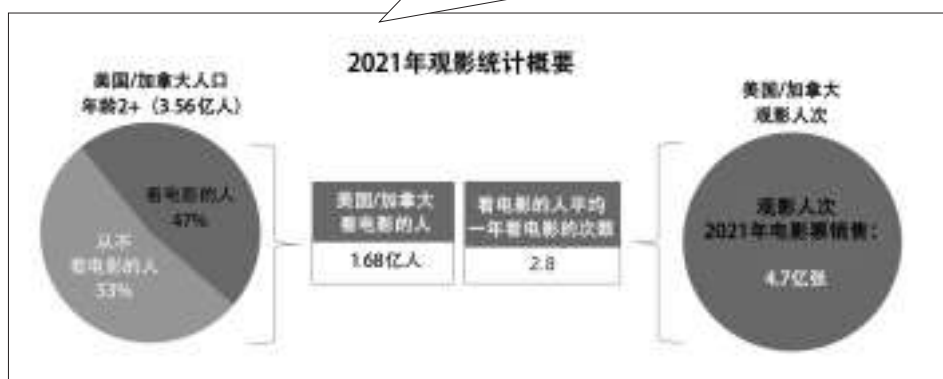 2021年观影统计概要
美国/加拿大人口
年龄2+（3.56亿人）
看电影的人
47%
从不
看电影的人
53%
美国/加拿大
看电影的人
1.68亿人
看电影的人平均
一年看电影的次数
2.8
美国/加拿大
观影人次
观影人次
2021年电影票销售：
4.7亿张